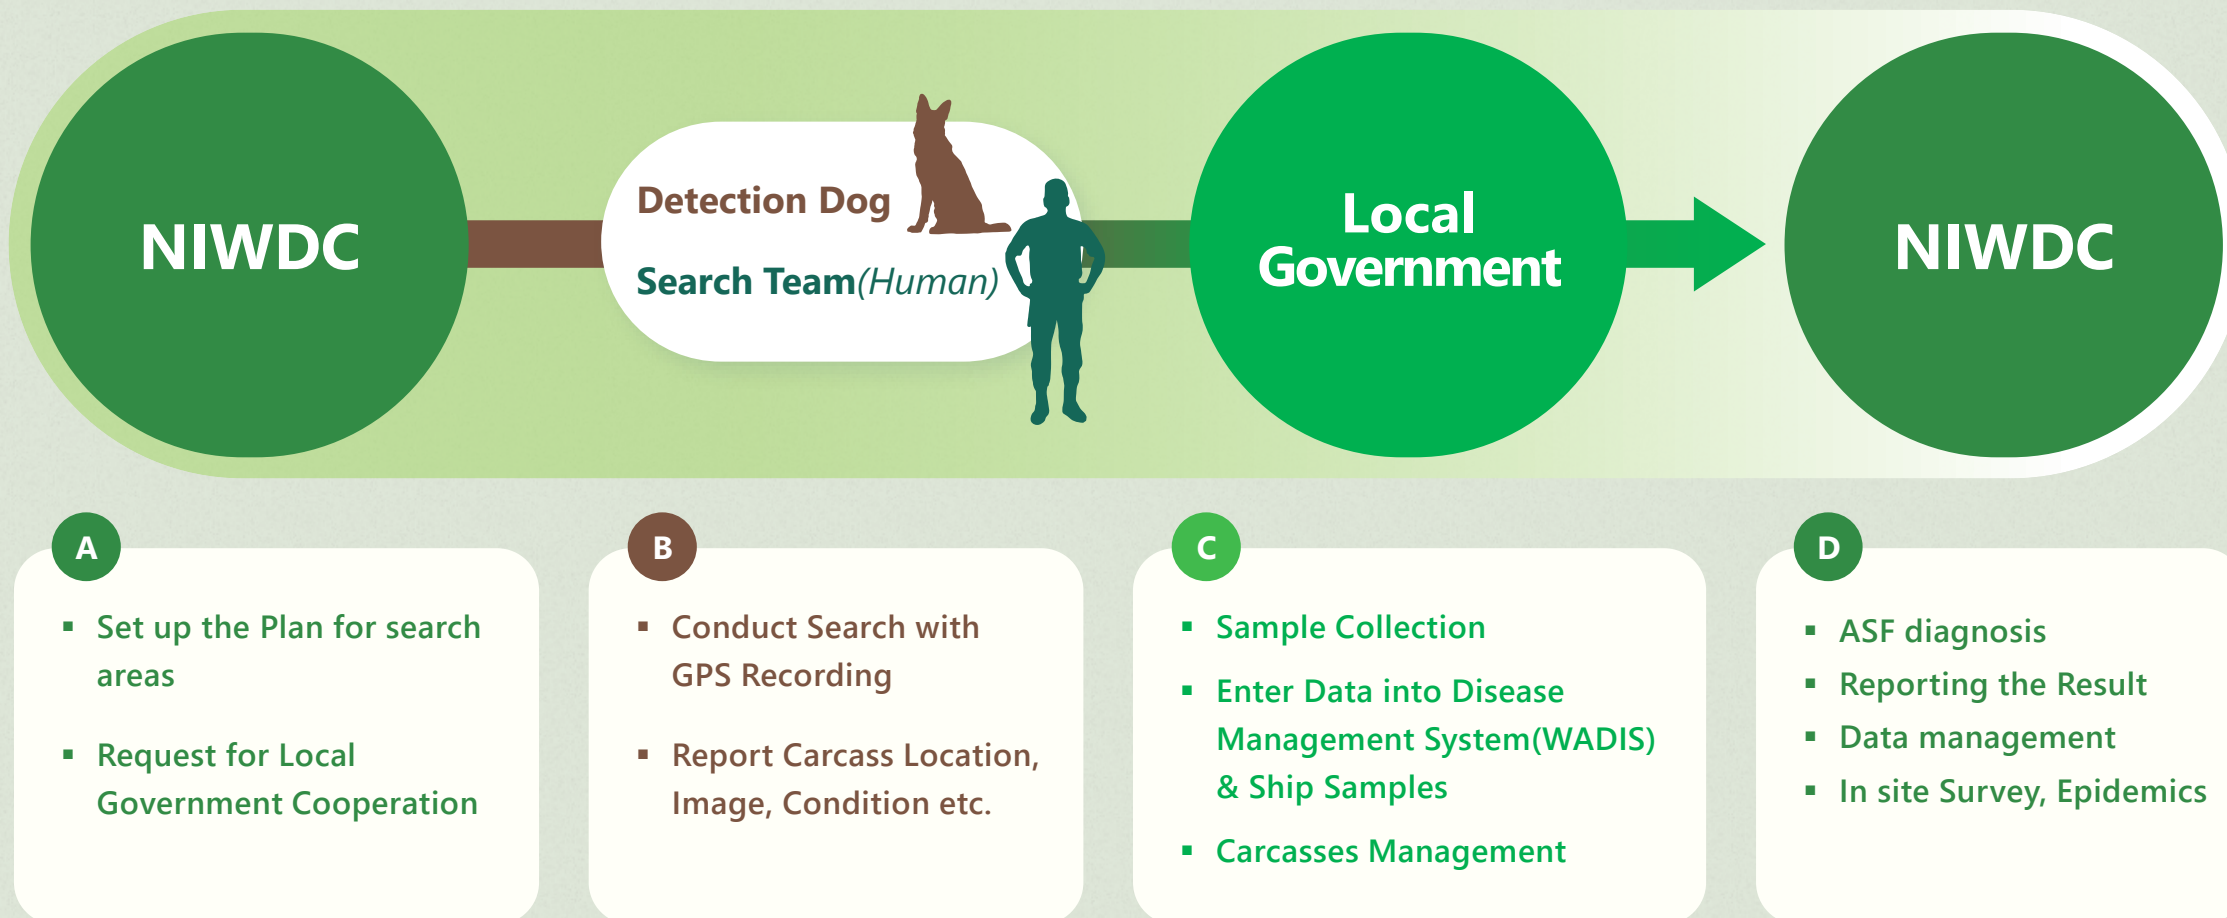 NIWDC
Detection Dog
Search Team(Human)
Local
Government
NIWDC
A
▪ Set up the Plan for search
areas
▪ Request for Local
Government Cooperation
B
▪ Conduct Search with
GPS Recording
▪ Report Carcass Location,
Image, Condition etc.
C
▪ Sample Collection
▪ Enter Data into Disease
Management System(WADIS)
& Ship Samples
▪ Carcasses Management
D
▪ ASF diagnosis
▪ Reporting the Result
▪ Data management
▪ In site Survey, Epidemics